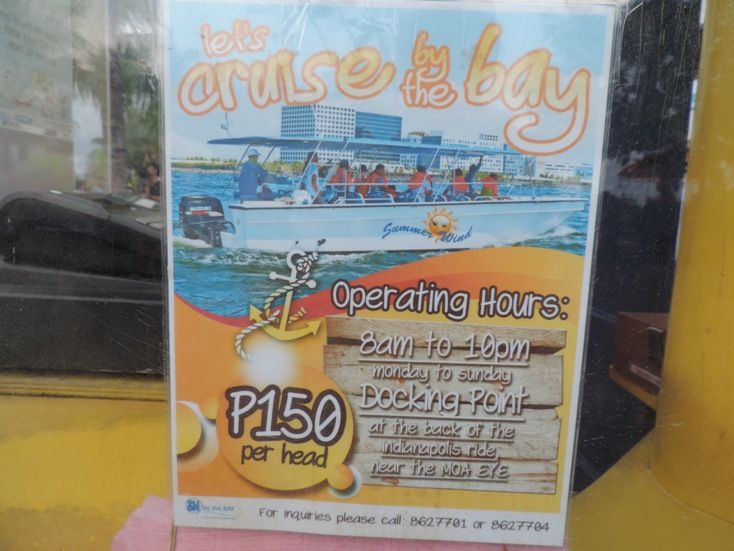 let's
cruise by the bay
SUZUKI
Summer Wind
Operating Hours:
8am to 10pm
monday to sunday
Docking Point
at the back of the
indianapolis ride,
near the MOA EYE
P150
per head
SM by the BAY
For inquiries please call: 8627701 or 8627704